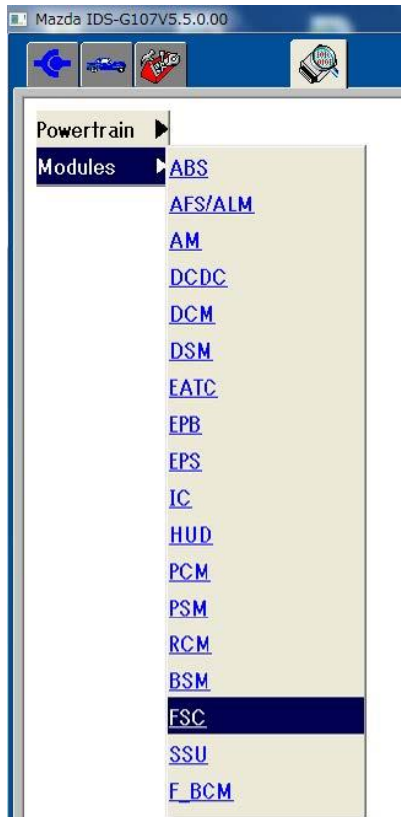 Mazda IDS-G107V5.5.0.00
Powertrain
Modules
ABS
AFS/ALM
AM
DCDC
DCM
DSM
EATC
EPB
EPS
IC
HUD
PCM
PSM
RCM
BSM
FSC
SSU
F_BCM